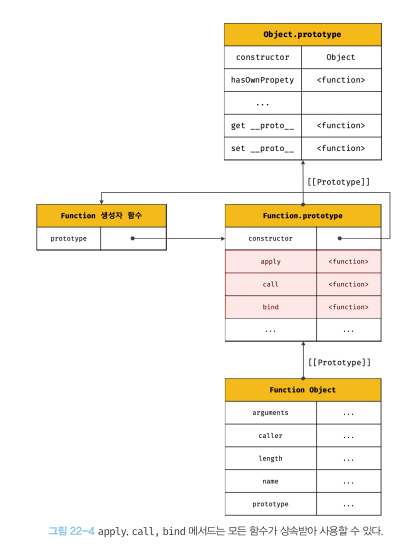 Object.prototype
constructor Object
hasOwnPropety <function>
...
get __proto__ <function>
set __proto__ <function>
[[Prototype]]
Function 생성자 함수
prototype
Function.prototype
constructor
apply <function>
call <function>
bind <function>
... ...
[[Prototype]]
Function Object
arguments ...
caller ...
length ...
name ...
prototype ...
그림 22-4 apply, call, bind 메서드는 모든 함수가 상속받아 사용할 수 있다.